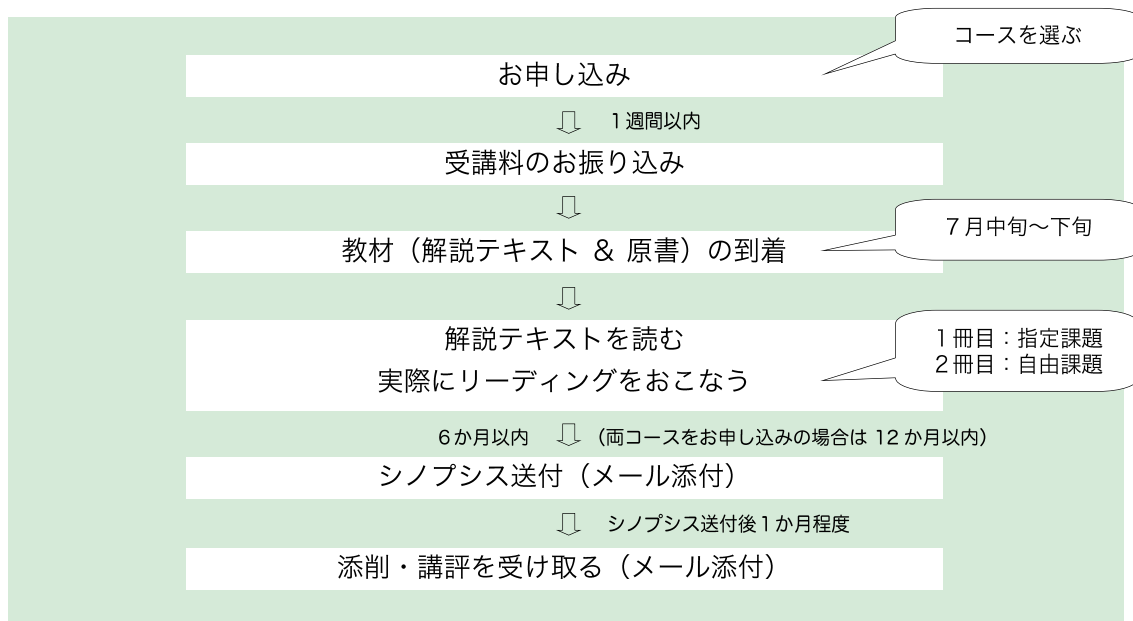 コースを選ぶ
お申し込み
1週間以内
受講料のお振り込み
7月中旬〜下旬
教材（解説テキスト & 原書）の到着
解説テキストを読む
1冊目：指定課題
2冊目：自由課題
実際にリーディングをおこなう
6か月以内 （両コースをお申し込みの場合は 12 か月以内）
シノプシス送付（メール添付）
シノプシス送付後1か月程度
添削・講評を受け取る（メール添付）